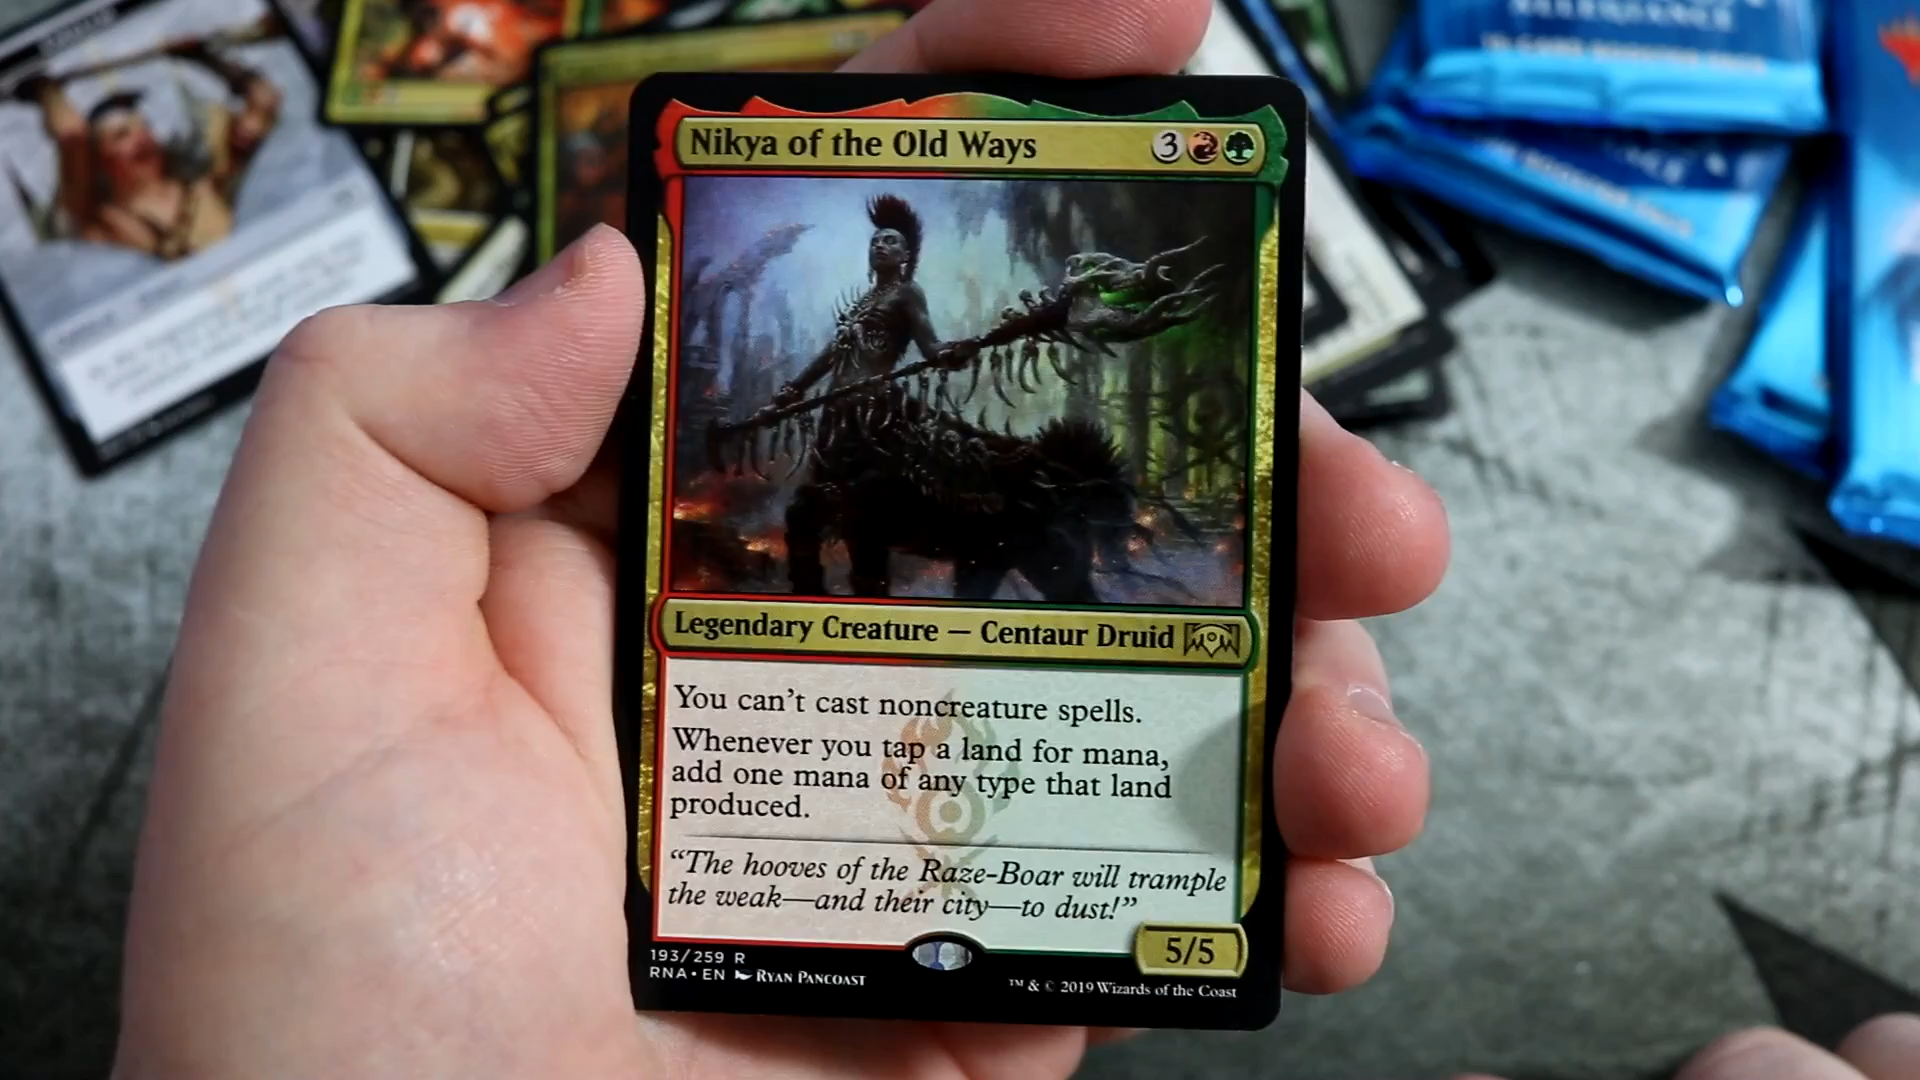 Nikya of the Old Ways
3
Legendary Creature — Centaur Druid
You can't cast noncreature spells.
Whenever you tap a land for mana,
add one mana of any type that land
produced.
“The hooves of the Raze-Boar will trample
the weak—and their city—to dust!”
5/5
193/259 R
RNA • EN Ryan Pancoast
™ & © 2019 Wizards of the Coast